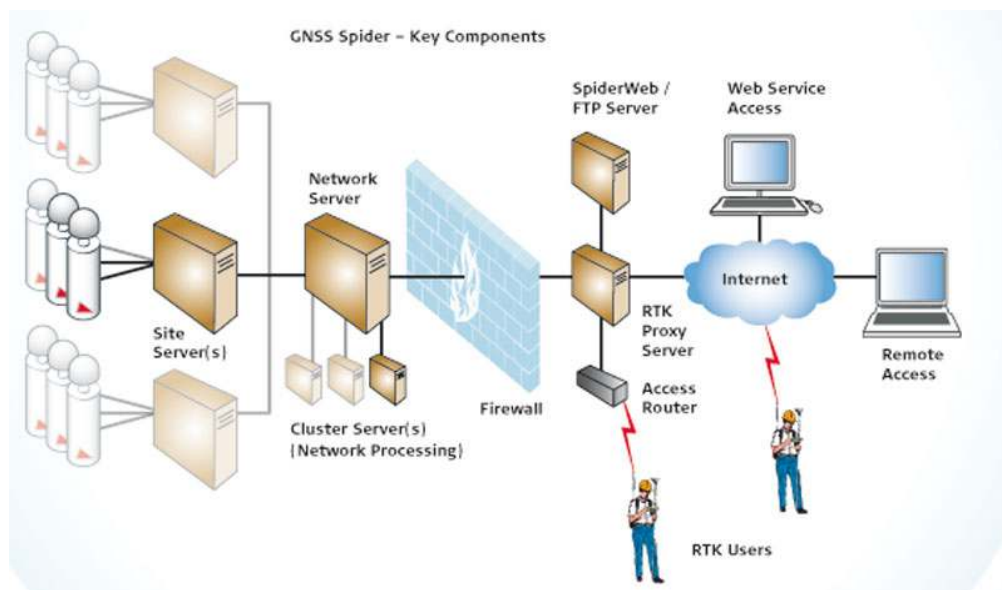 GNSS Spider – Key Components
SpiderWeb /
FTP Server
Web Service
Access
Network
Server
Internet
Site
Server(s)
RTK
Proxy
Server
Remote
Access
Firewall
Access
Router
Cluster Server(s)
(Network Processing)
RTK Users